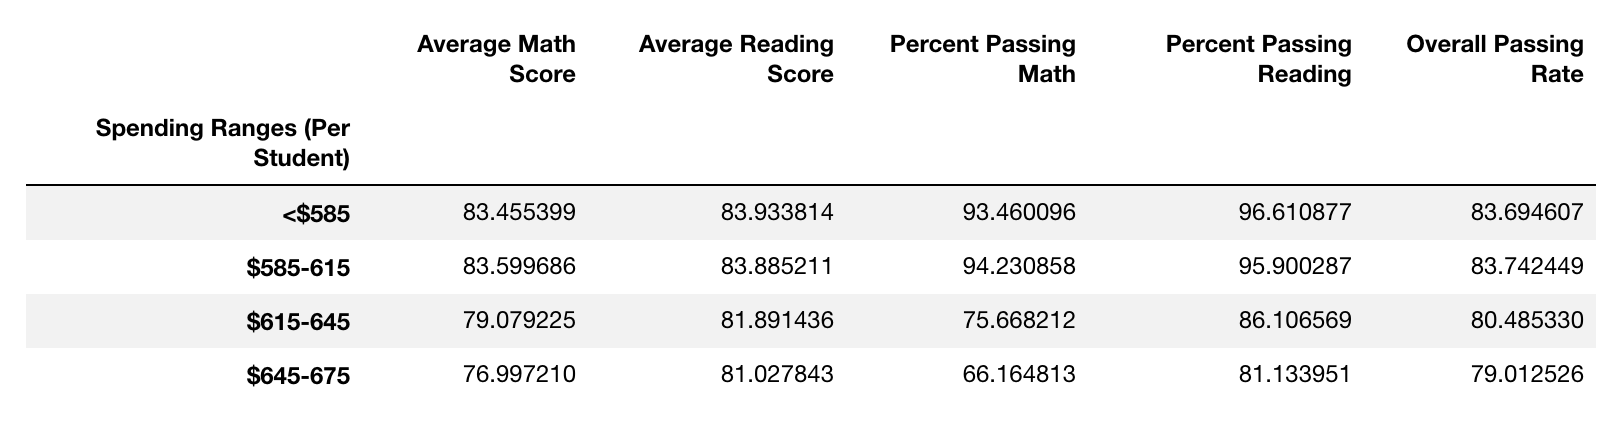 Average Math Average Reading Percent Passing Percent Passing Overall Passing
Score Score Math Reading Rate
Spending Ranges (Per
Student)
<$585 83.455399 83.933814 93.460096 96.610877 83.694607
$585-615 83.599686 83.885211 94.230858 95.900287 83.742449
$615-645 79.079225 81.891436 75.668212 86.106569 80.485330
$645-675 76.997210 81.027843 66.164813 81.133951 79.012526